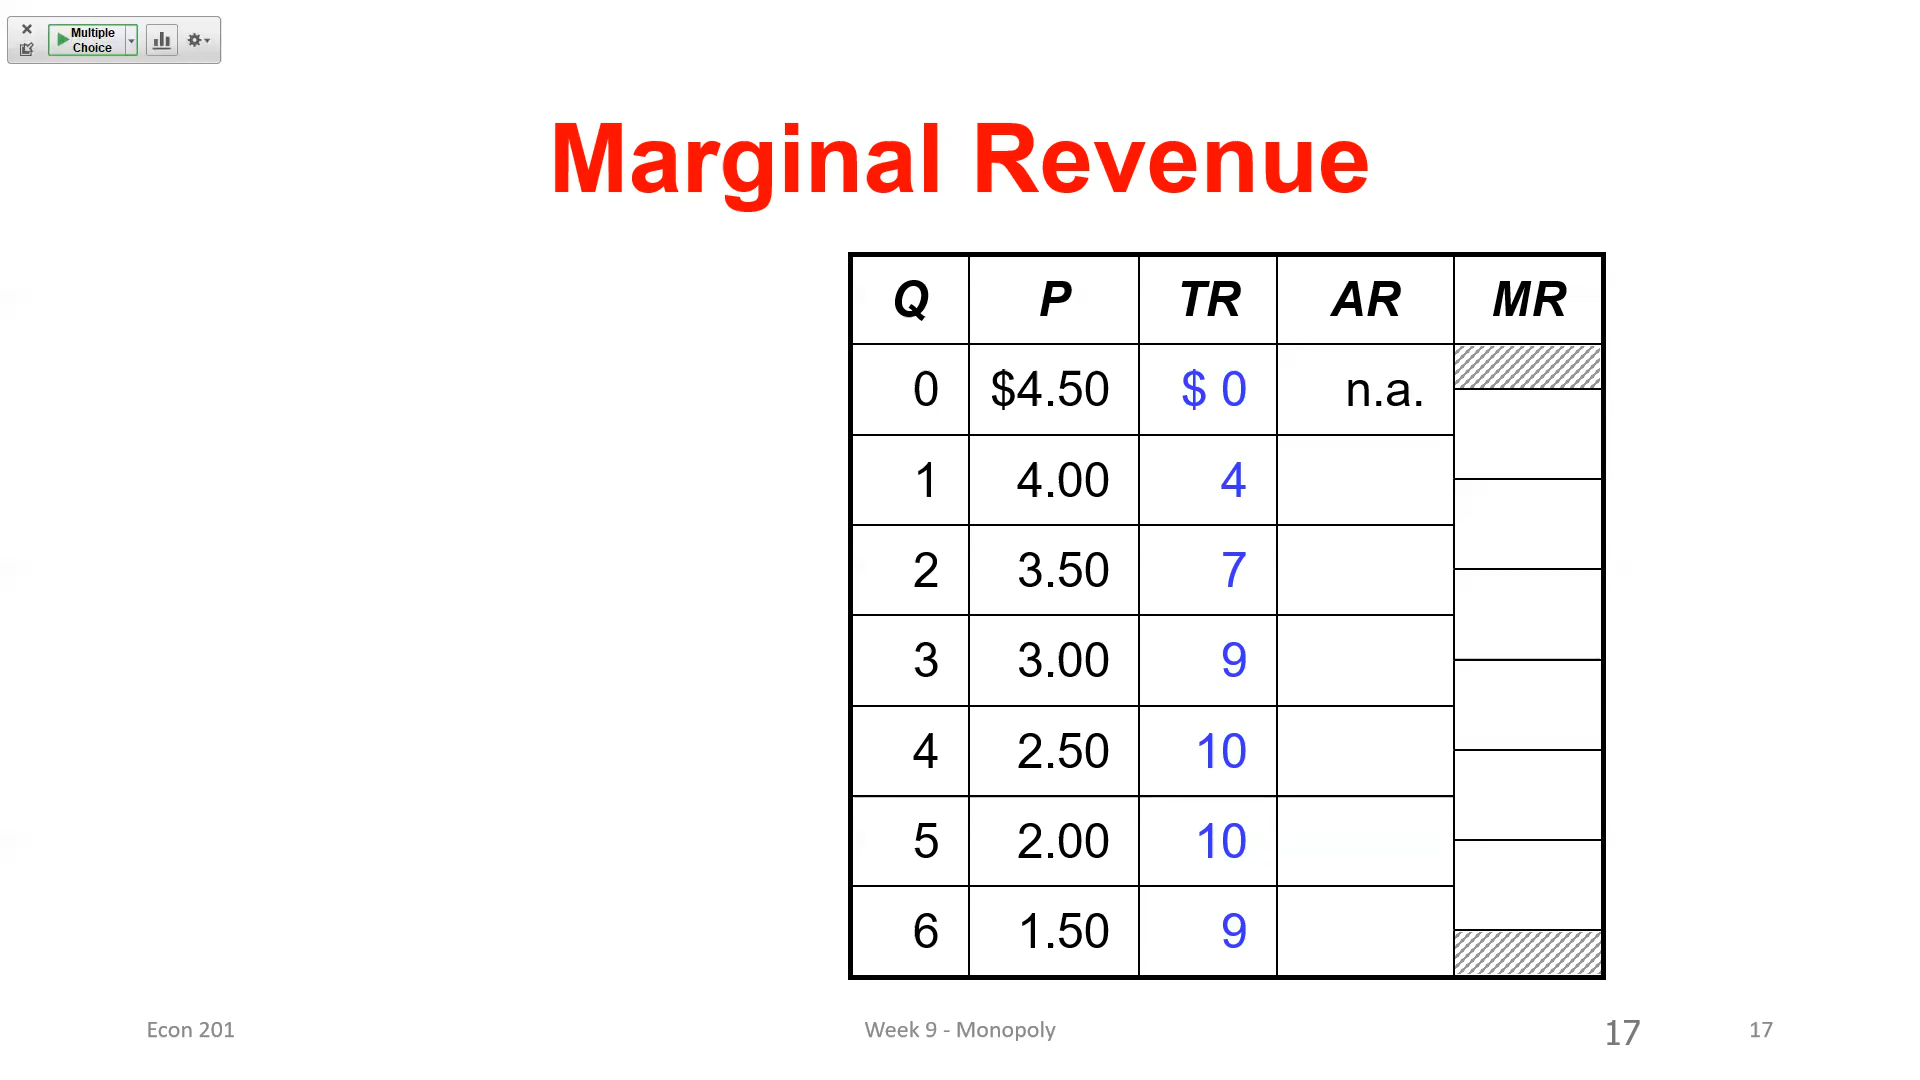 Multiple
Choice
Marginal Revenue
Q P TR AR MR
0 $4.50 $ 0 n.a.
1 4.00 4
2 3.50 7
3 3.00 9
4 2.50 10
5 2.00 10
6 1.50 9
Econ 201 Week 9 - Monopoly 17 17